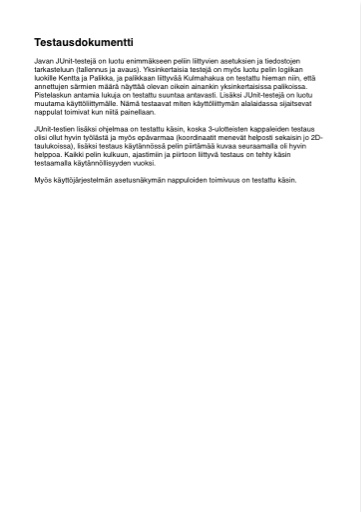 Testausdokumentti
Javan JUnit-testejä on luotu enimmäkseen peliin liittyvien asetuksien ja tiedostojen
tarkasteluun (tallennus ja avaus). Yksinkertaisia testejä on myös luotu pelin logiikan
luokille Kentta ja Palikka, ja palikkaan liittyvää Kulmahakua on testattu hieman niin, että
annettujen särmien määrä näyttää olevan oikein ainankin yksinkertaisissa palikoissa.
Pistelaskun antamia lukuja on testattu suuntaa antavasti. Lisäksi JUnit-testejä on luotu
muutama käyttöliittymälle. Nämä testaavat miten käyttöliittymän alalaidassa sijaitsevat
nappulat toimivat kun niitä painellaan.
JUnit-testien lisäksi ohjelmaa on testattu käsin, koska 3-ulotteisten kappaleiden testaus
olisi ollut hyvin työlästä ja myös epävarmaa (koordinaatit menevät helposti sekaisin jo 2D-
taulukoissa), lisäksi testaus käytännössä pelin piirtämää kuvaa seuraamalla oli hyvin
helppoa. Kaikki pelin kulkuun, ajastimiin ja piirtoon liittyvä testaus on tehty käsin
testaamalla käytännöllisyyden vuoksi.
Myös käyttöjärjestelmän asetusnäkymän nappuloiden toimivuus on testattu käsin.